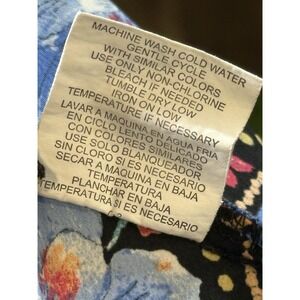 MACHINE WASH COLD WATER
GENTLE CYCLE
WITH SIMILAR COLORS
USE ONLY NON-CHLORINE
BLEACH IF NEEDED
TUMBLE DRY LOW
IRON ON LOW
TEMPERATURE IF NECESSARY
LAVAR A MAQUINA EN AGUA FRIA
EN CICLO LENTO DELICADO
CON COLORES SIMILARES
USE SOLO BLANQUEADOR
SIN CLORO SI ES NECESARIO
SECAR A MAQUINA EN BAJA
TEMPERATURA
PLANCHAR EN BAJA
TEMPERATURA SI ES NECESARIO